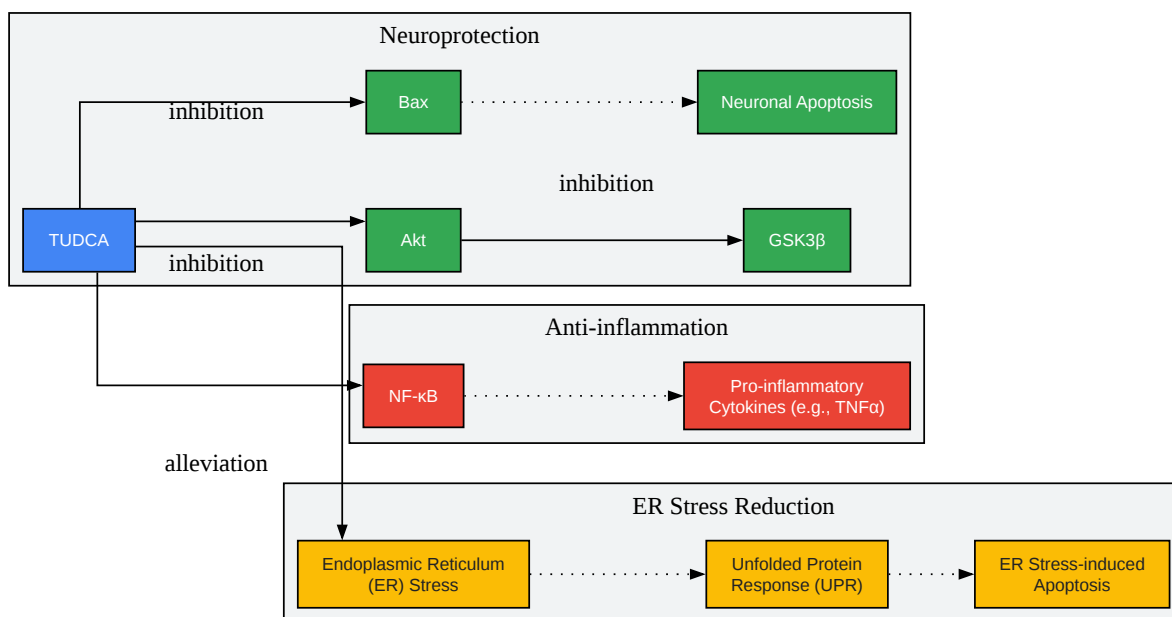 Neuroprotection
inhibition
Bax
Neuronal Apoptosis
inhibition
TUDCA
Akt
GSK3β
inhibition
Anti-inflammation
NF-κB
Pro-inflammatory
Cytokines (e.g., TNFα)
alleviation
ER Stress Reduction
Endoplasmic Reticulum
(ER) Stress
Unfolded Protein
Response (UPR)
ER Stress-induced
Apoptosis